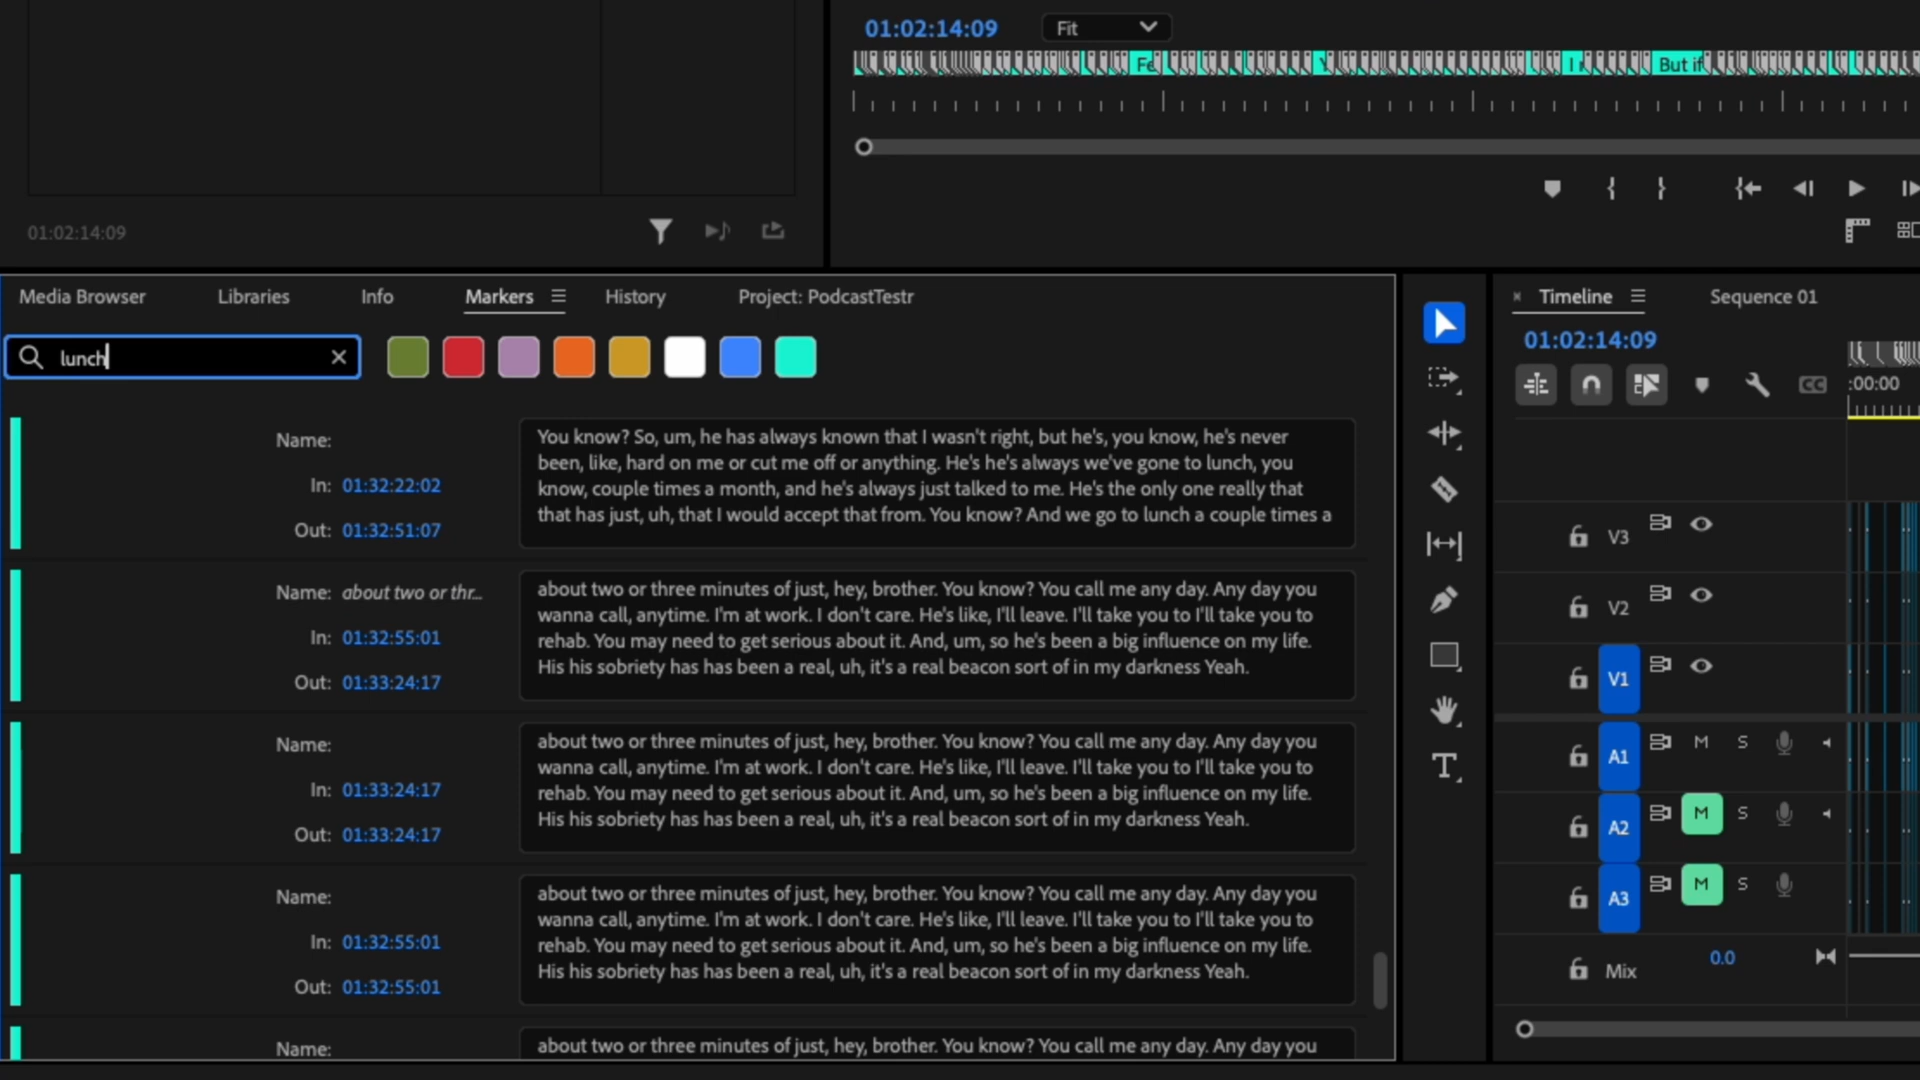 01:02:14:09
Fit
Fe
I
But if
01:02:14:09
Media Browser
Libraries
Info
Markers
History
Project: PodcastTestr
lunch
Name:
In: 01:32:22:02
Out: 01:32:51:07
You know? So, um, he has always known that I wasn't right, but he's, you know, he's never
been, like, hard on me or cut me off or anything. He's he's always we've gone to lunch, you
know, couple times a month, and he's always just talked to me. He's the only one really that
that has just, uh, that I would accept that from. You know? And we go to lunch a couple times a
Name: about two or thr...
In: 01:32:55:01
Out: 01:33:24:17
about two or three minutes of just, hey, brother. You know? You call me any day. Any day you
wanna call, anytime. I'm at work. I don't care. He's like, I'll leave. I'll take you to I'll take you to
rehab. You may need to get serious about it. And, um, so he's been a big influence on my life.
His his sobriety has has been a real, uh, it's a real beacon sort of in my darkness Yeah.
Name:
In: 01:33:24:17
Out: 01:33:24:17
about two or three minutes of just, hey, brother. You know? You call me any day. Any day you
wanna call, anytime. I'm at work. I don't care. He's like, I'll leave. I'll take you to I'll take you to
rehab. You may need to get serious about it. And, um, so he's been a big influence on my life.
His his sobriety has has been a real, uh, it's a real beacon sort of in my darkness Yeah.
Name:
In: 01:32:55:01
Out: 01:32:55:01
about two or three minutes of just, hey, brother. You know? You call me any day. Any day you
wanna call, anytime. I'm at work. I don't care. He's like, I'll leave. I'll take you to I'll take you to
rehab. You may need to get serious about it. And, um, so he's been a big influence on my life.
His his sobriety has has been a real, uh, it's a real beacon sort of in my darkness Yeah.
Name:
about two or three minutes of just, hey, brother. You know? You call me any day. Any day you
T
Timeline
Sequence 01
01:02:14:09
CC
:00:00
V3
V2
V1
A1 M S
A2 M S
A3 M S
Mix 0.0